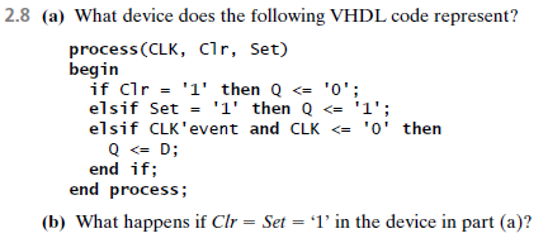 2.8 (a) What device does the following VHDL code represent?
process(CLK, Clr, Set)
begin
if Clr = '1' then Q <= '0';
elsif Set = '1' then Q <= '1';
elsif CLK'event and CLK <= '0' then
Q <= D;
end if;
end process;
(b) What happens if Clr = Set = ‘1’ in the device in part (a)?